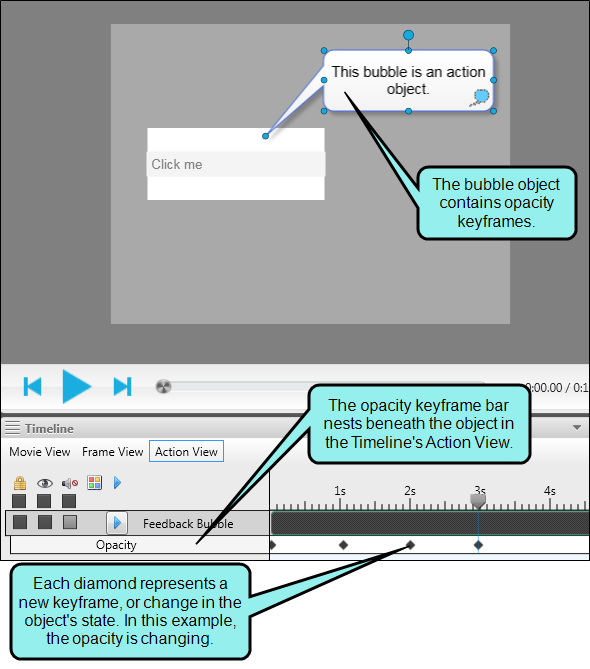 This bubble is an action
object.
Click me
The bubble object
contains opacity
keyframes.
0:00.00 / 0:1
The opacity keyframe bar
nests beneath the object in
the Timeline's Action View.
Timeline
Movie View Frame View Action View
1s 2s 3s 4s
Feedback Bubble
Opacity
Each diamond represents a
new keyframe, or change in the
object's state. In this example,
the opacity is changing.